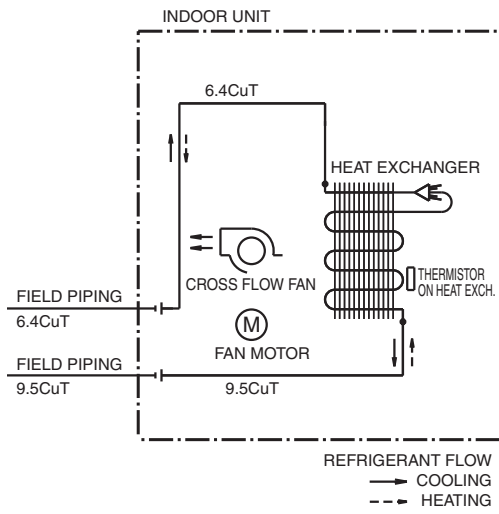 INDOOR UNIT
6.4CuT
HEAT EXCHANGER
CROSS FLOW FAN
THERMISTOR
ON HEAT EXCH.
FIELD PIPING
6.4CuT
M
FAN MOTOR
FIELD PIPING
9.5CuT
9.5CuT
REFRIGERANT FLOW
COOLING
HEATING